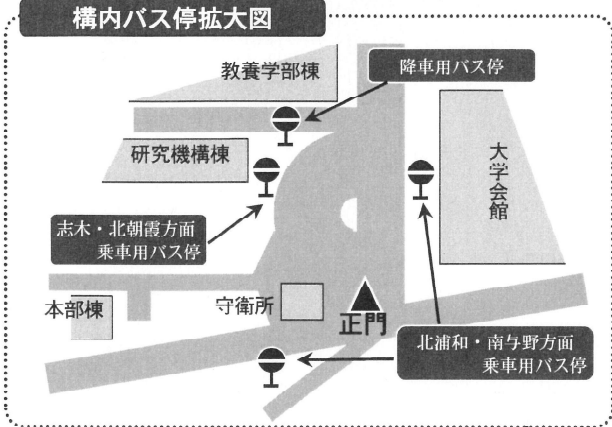 構内バス停拡大図
教養学部棟
降車用バス停
研究機構棟
大学会館
志木・北朝霞方面
乗車用バス停
本部棟
守衛所
正門
北浦和・南与野方面
乗車用バス停